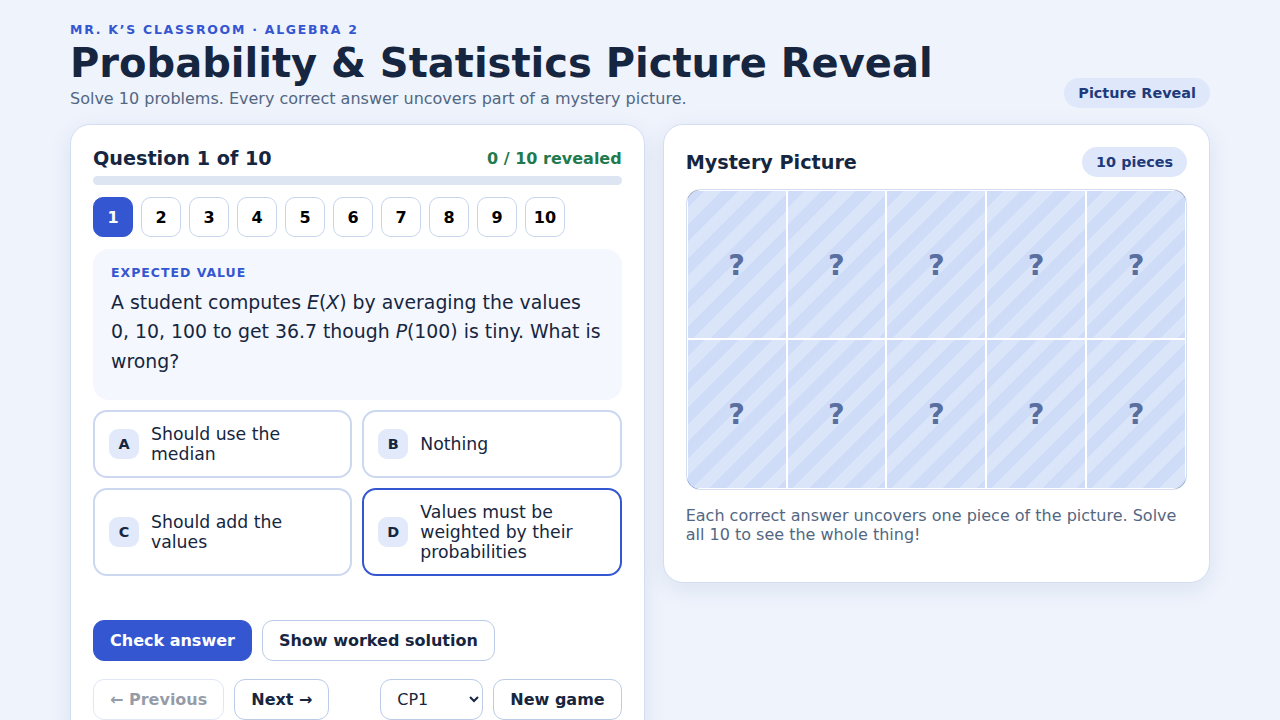 MR. K’S CLASSROOM · ALGEBRA 2
Probability & Statistics Picture Reveal
Solve 10 problems. Every correct answer uncovers part of a mystery picture.
Picture Reveal
Question 1 of 10
0 / 10 revealed
1 2 3 4 5 6 7 8 9 10
EXPECTED VALUE
A student computes E(X) by averaging the values
0, 10, 100 to get 36.7 though P(100) is tiny. What is
wrong?
A
Should use the
median
B
Nothing
C
Should add the
values
D
Values must be
weighted by their
probabilities
Check answer
Show worked solution
← Previous
Next →
CP1
New game
Mystery Picture
10 pieces
? ? ? ? ?
? ? ? ? ?
Each correct answer uncovers one piece of the picture. Solve
all 10 to see the whole thing!